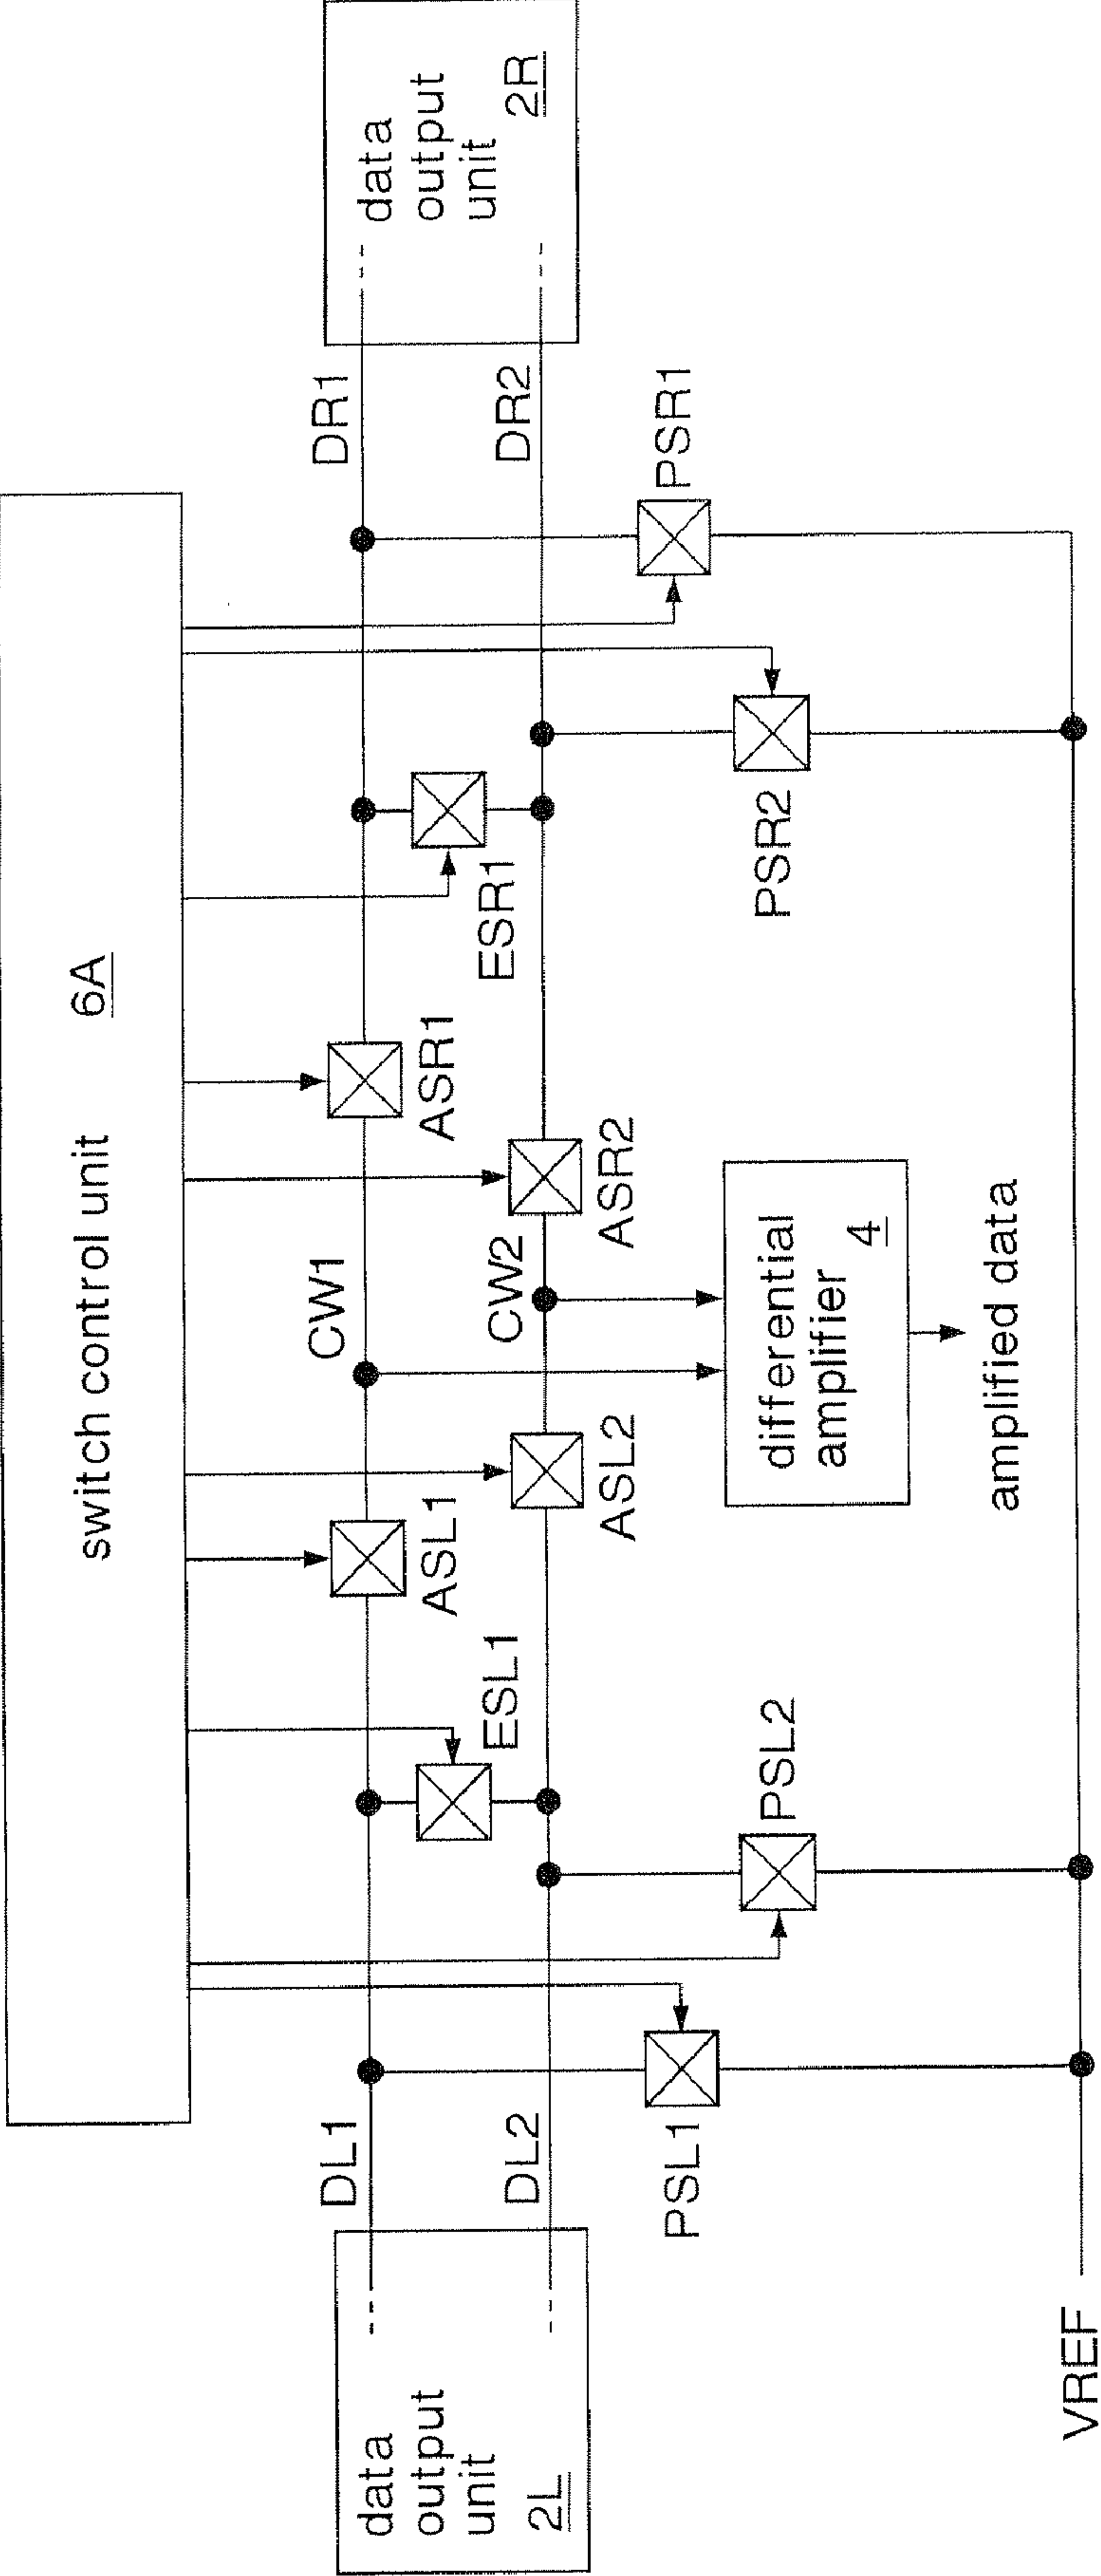 switch control unit 6A
DL1
CW1
DR1
data
output
unit
2L
ESL1
ASL1
ASR1
ESR1
data
output
unit
2R
DL2
CW2
DR2
ASL2
ASR2
PSL1
PSL2
PSR2
PSR1
differential
amplifier 4
amplified data
VREF